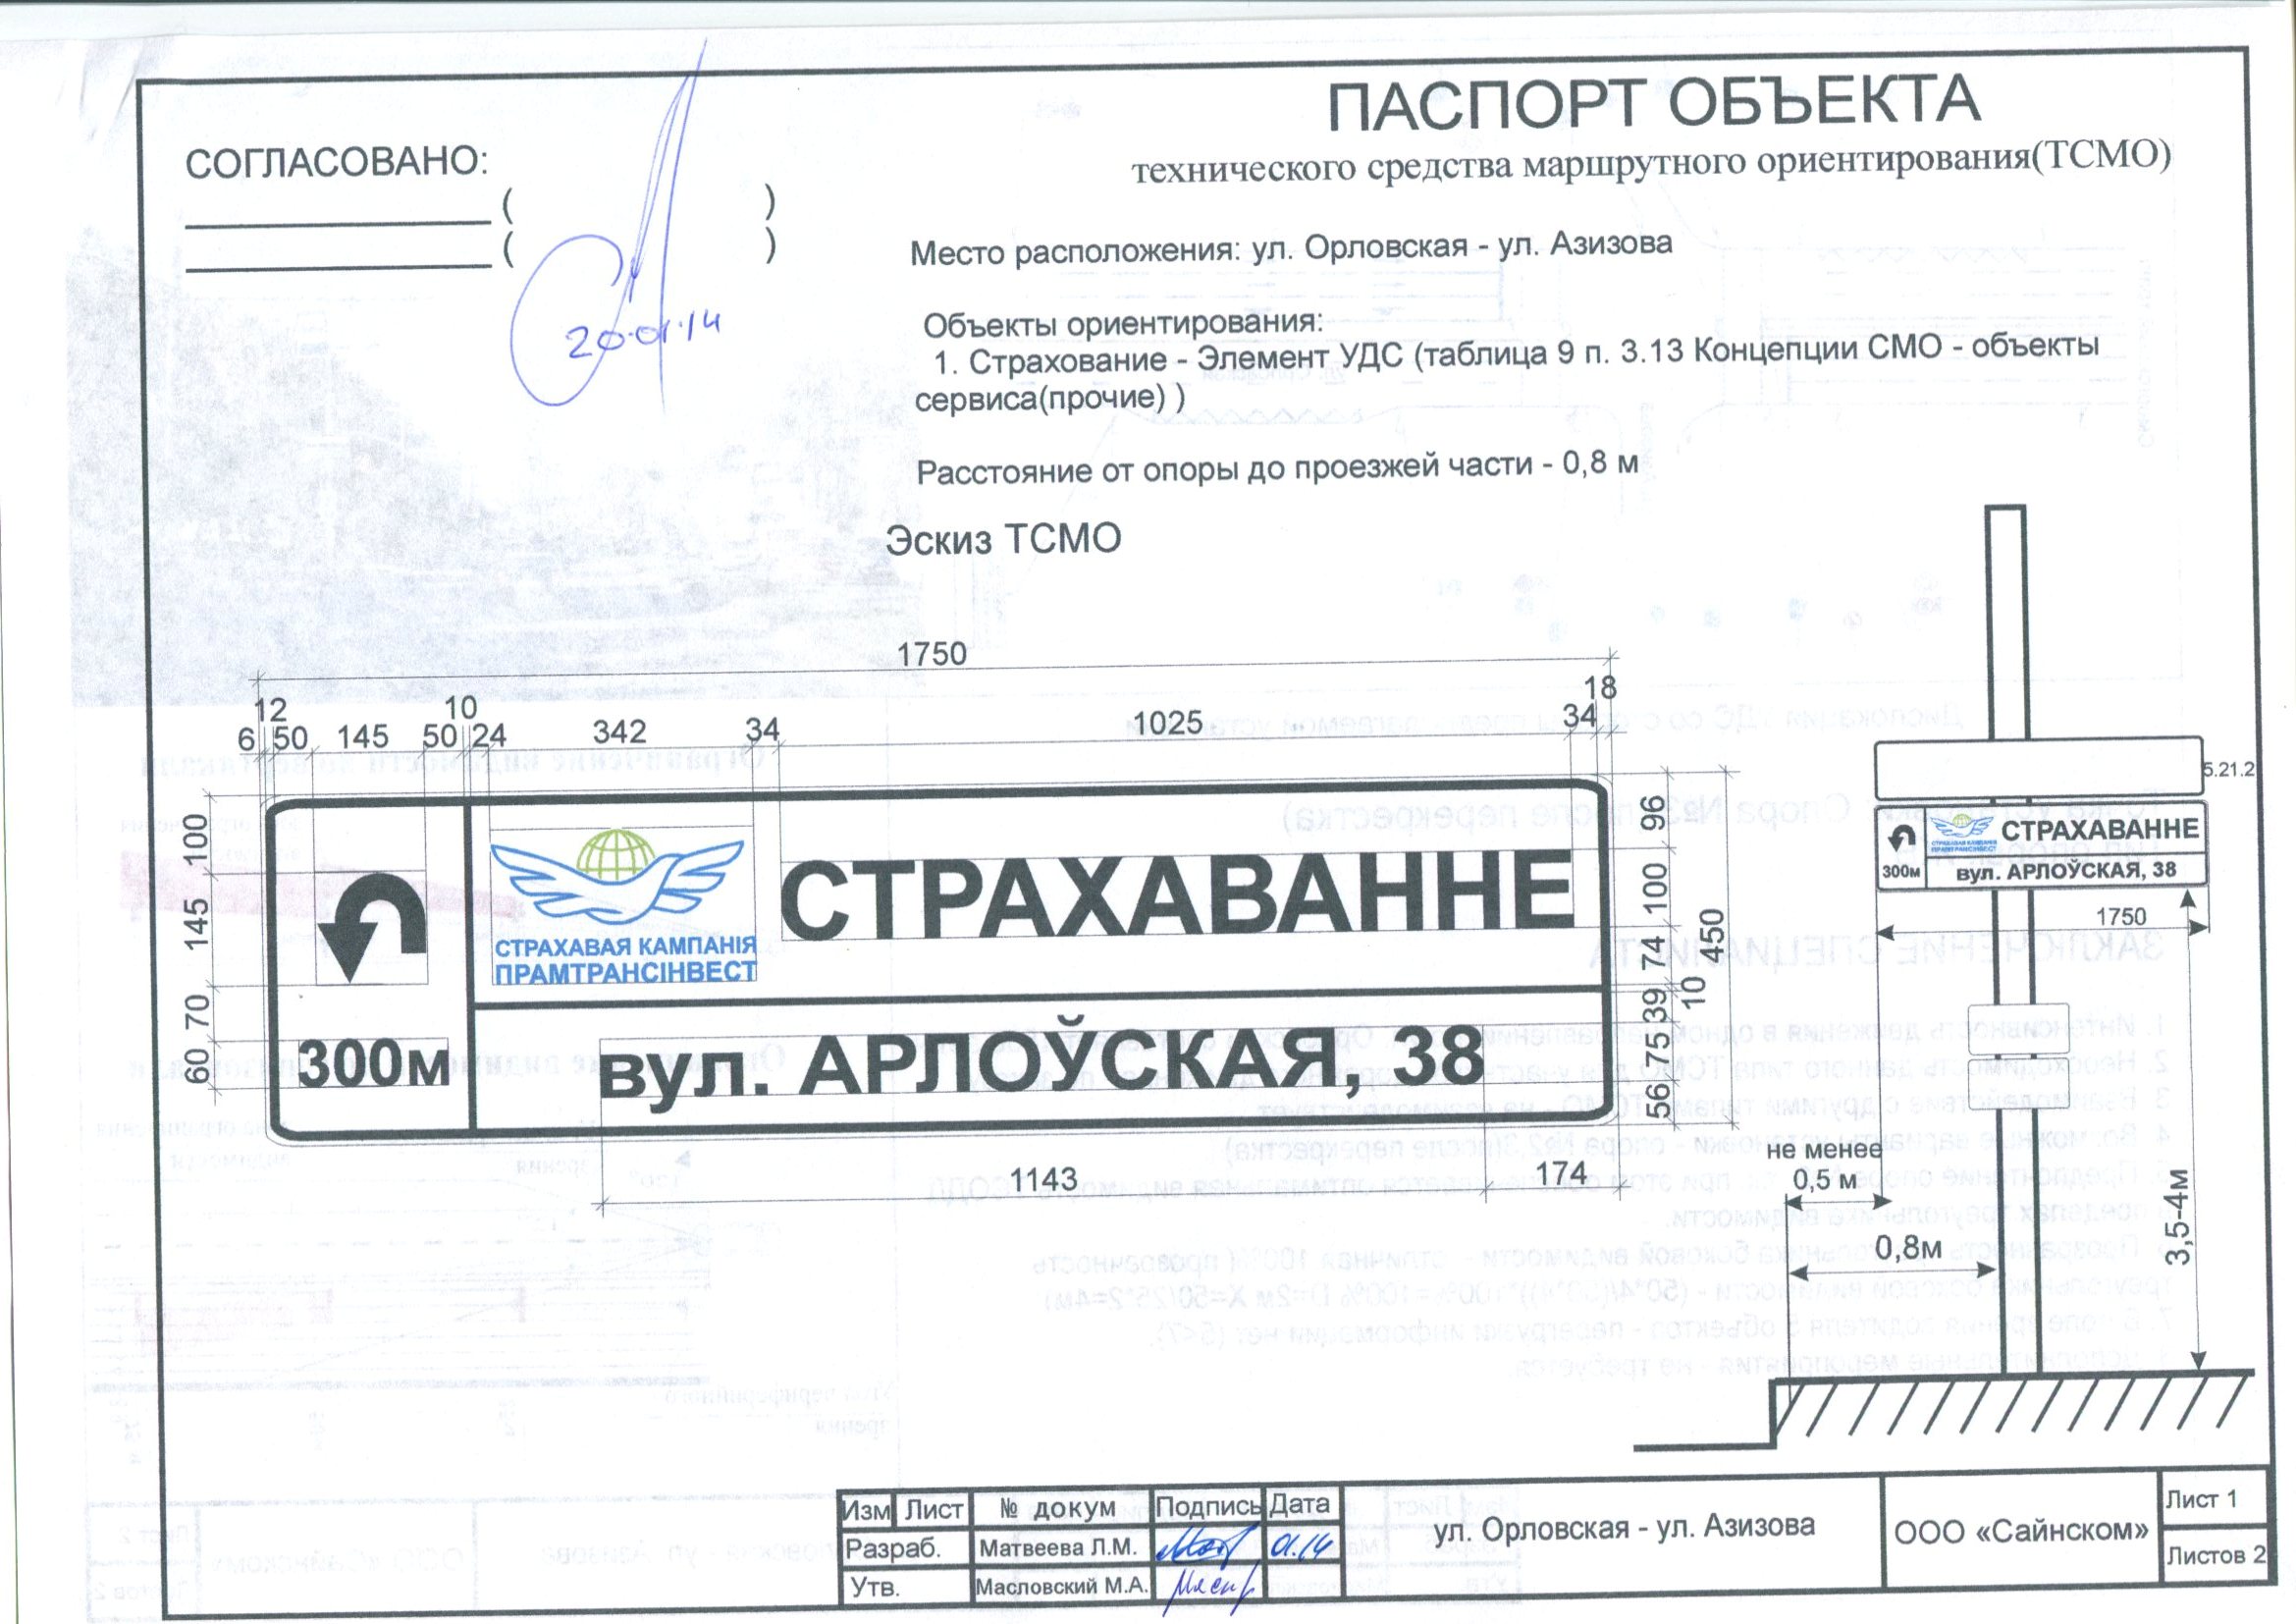 ПАСПОРТ ОБЪЕКТА
технического средства маршрутного ориентирования(ТСМО)
СОГЛАСОВАНО:
( )
( )
20.01.14
Место расположения: ул. Орловская - ул. Азизова
Объекты ориентирования:
1. Страхование - Элемент УДС (таблица 9 п. 3.13 Концепции СМО - объекты
сервиса(прочие) )
Расстояние от опоры до проезжей части - 0,8 м
Эскиз ТСМО
1750
12 10 18
6 50 145 50 24 342 34 1025 34
100
145
70
60
СТРАХАВАЯ КАМПАНІЯ
ПРАМТРАНСІНВЕСТ
СТРАХАВАННЕ
300м
вул. АРЛОЎСКАЯ, 38
96
100
74
10
39
75
56
450
1143 174
5.21.2
СТРАХАВАННЕ
СТРАХАВАЯ КАМПАНІЯ
ПРАМТРАНСІНВЕСТ
300м
вул. АРЛОЎСКАЯ, 38
1750
не менее
0,5 м
0,8м
3,5-4м
Изм Лист № докум Подпись Дата
Разраб. Матвеева Л.М. 01.14
Утв. Масловский М.А.
ул. Орловская - ул. Азизова
ООО «Сайнском»
Лист 1
Листов 2